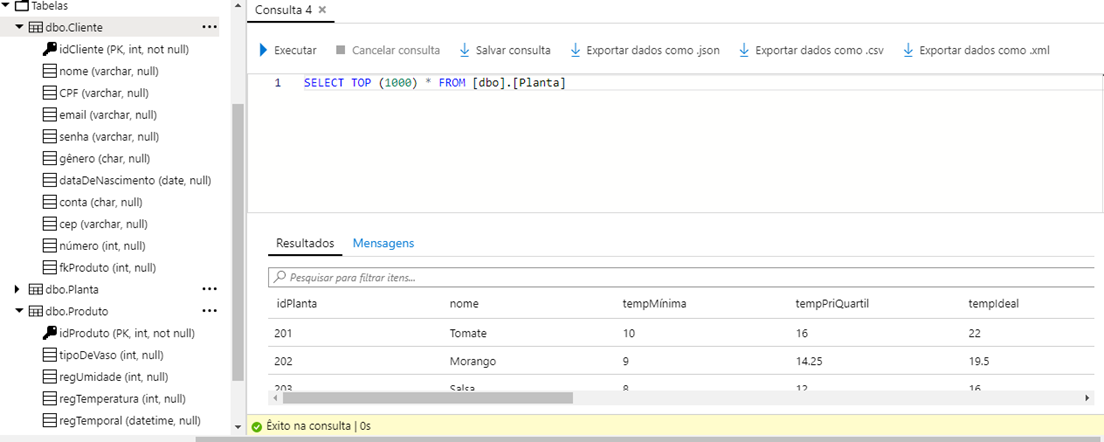 Tabelas
dbo.Cliente ...
idCliente (PK, int, not null)
nome (varchar, null)
CPF (varchar, null)
email (varchar, null)
senha (varchar, null)
gênero (char, null)
dataDeNascimento (date, null)
conta (char, null)
cep (varchar, null)
número (int, null)
fkProduto (int, null)
dbo.Planta ...
dbo.Produto ...
idProduto (PK, int, not null)
tipoDeVaso (int, null)
regUmidade (int, null)
regTemperatura (int, null)
regTemporal (datetime, null)
Consulta 4 ×
Executar Cancelar consulta Salvar consulta Exportar dados como .json Exportar dados como .csv Exportar dados como .xml
1 SELECT TOP (1000) * FROM [dbo].[Planta]
Resultados Mensagens
Pesquisar para filtrar itens...
idPlanta nome tempMínima tempPriQuartil tempIdeal
201 Tomate 10 16 22
202 Morango 9 14.25 19.5
203 Salsa 8 12 16
Êxito na consulta | 0s